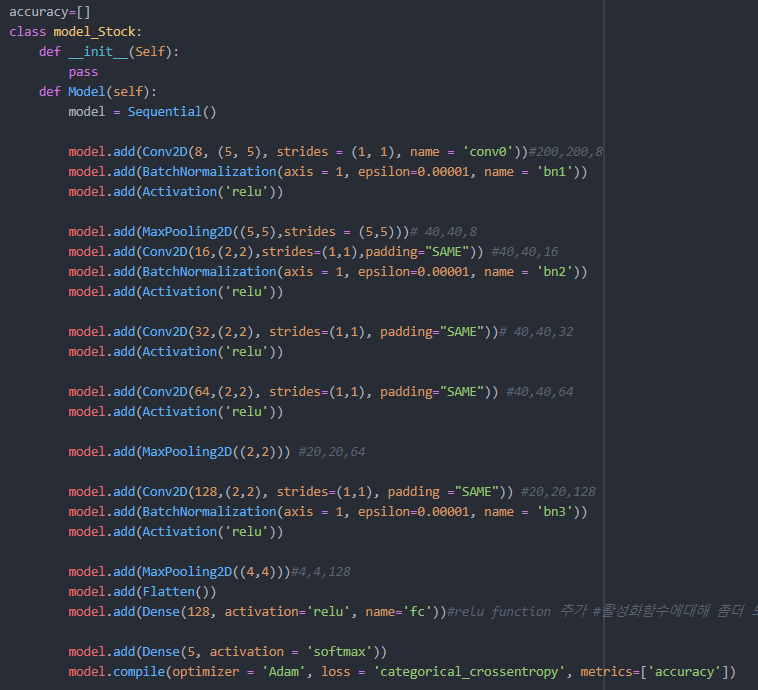 accuracy=[]
class model_Stock:
    def __init__(Self):
        pass
    def Model(self):
        model = Sequential()

        model.add(Conv2D(8, (5, 5), strides = (1, 1), name = 'conv0'))#200,200,8
        model.add(BatchNormalization(axis = 1, epsilon=0.00001, name = 'bn1'))
        model.add(Activation('relu'))

        model.add(MaxPooling2D((5,5),strides = (5,5)))# 40,40,8
        model.add(Conv2D(16,(2,2),strides=(1,1),padding="SAME")) #40,40,16
        model.add(BatchNormalization(axis = 1, epsilon=0.00001, name = 'bn2'))
        model.add(Activation('relu'))

        model.add(Conv2D(32,(2,2), strides=(1,1), padding="SAME"))# 40,40,32
        model.add(Activation('relu'))

        model.add(Conv2D(64,(2,2), strides=(1,1), padding="SAME")) #40,40,64
        model.add(Activation('relu'))

        model.add(MaxPooling2D((2,2))) #20,20,64

        model.add(Conv2D(128,(2,2), strides=(1,1), padding ="SAME")) #20,20,128
        model.add(BatchNormalization(axis = 1, epsilon=0.00001, name = 'bn3'))
        model.add(Activation('relu'))

        model.add(MaxPooling2D((4,4)))#4,4,128
        model.add(Flatten())
        model.add(Dense(128, activation='relu', name='fc'))#relu function 추가 #활성화함수에대해 좀더

        model.add(Dense(5, activation = 'softmax'))
        model.compile(optimizer = 'Adam', loss = 'categorical_crossentropy', metrics=['accuracy'])